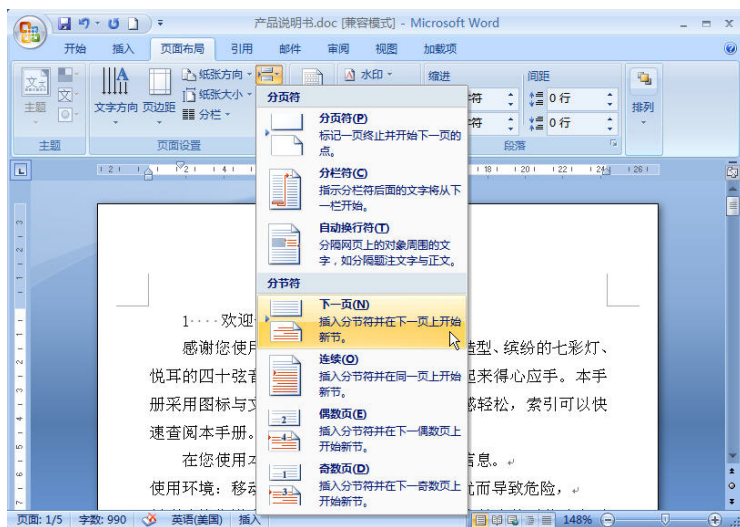 产品说明书.doc [兼容模式] - Microsoft Word
开始 插入 页面布局 引用 邮件 审阅 视图 加载项
主题
文字方向 页边距
纸张方向
纸张大小
分栏
水印
缩进 间距
符 0 行
符 0 行
排列
主题 页面设置 段落
分页符
分页符(P)
标记一页终止并开始下一页的
点。
分栏符(C)
指示分栏符后面的文字将从下
一栏开始。
自动换行符(T)
分隔网页上的对象周围的文
字，如分隔题注文字与正文。
分节符
下一页(N)
插入分节符并在下一页上开始
新节。
连续(O)
插入分节符并在同一页上开始
新节。
偶数页(E)
插入分节符并在下一偶数页上
开始新节。
奇数页(D)
插入分节符并在下一奇数页上
开始新节。
1····欢迎
感谢您使用 造型、缤纷的七彩灯、
悦耳的四十弦音 起来得心应手。本手
册采用图标与文 感轻松，索引可以快
速查阅本手册。
在您使用本 信息。
使用环境：移动 而导致危险，
页面: 1/5 字数: 990 英语(美国) 插入 148%